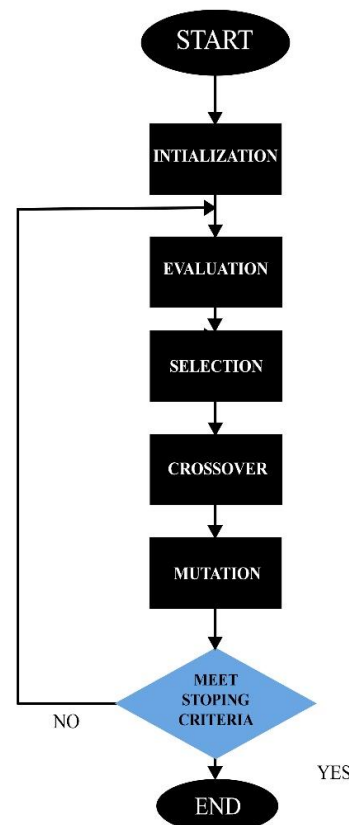 START
INTIALIZATION
EVALUATION
SELECTION
CROSSOVER
MUTATION
MEET
STOPING
CRITERIA
NO
YES
END